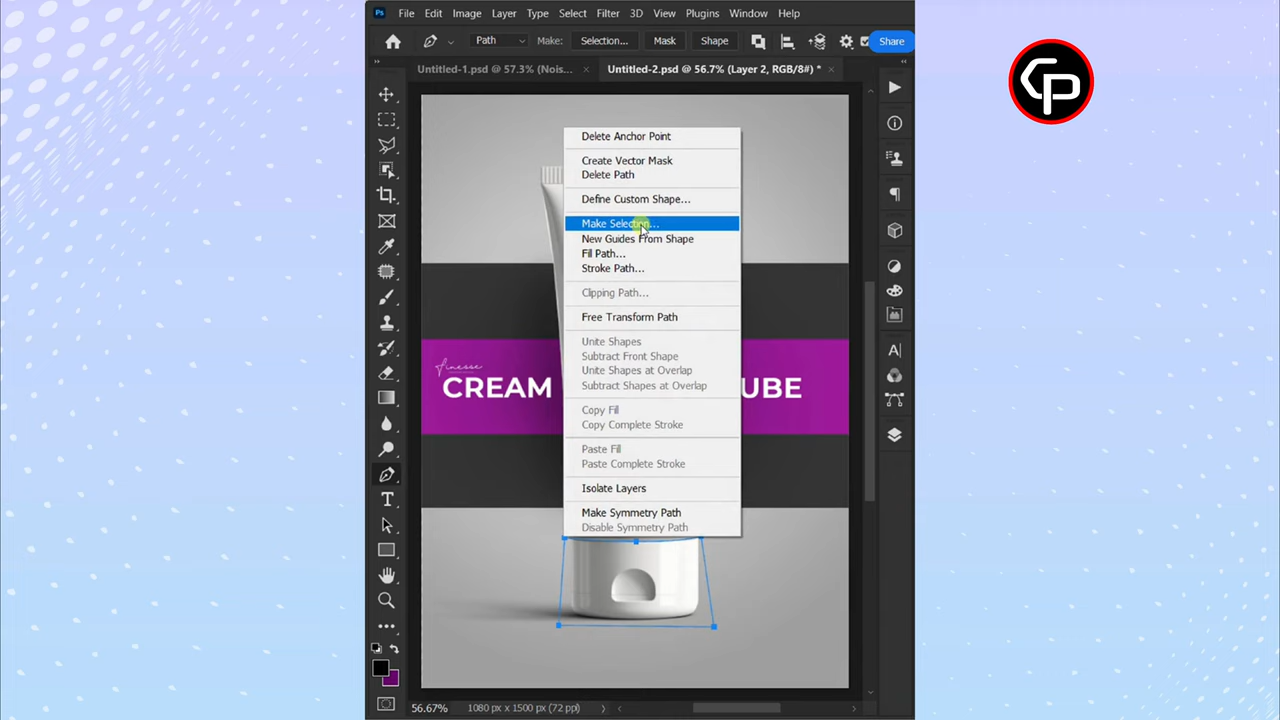 Ps File Edit Image Layer Type Select Filter 3D View Plugins Window Help
Path Make: Selection... Mask Shape Share
Untitled-1.psd @ 57.3% (Nois... × Untitled-2.psd @ 56.7% (Layer 2, RGB/8#) * ×
Delete Anchor Point
Create Vector Mask
Delete Path
Define Custom Shape...
Make Selection...
New Guides From Shape
Fill Path...
Stroke Path...
Clipping Path...
Free Transform Path
Unite Shapes
Subtract Front Shape
Unite Shapes at Overlap
Subtract Shapes at Overlap
Copy Fill
Copy Complete Stroke
Paste Fill
Paste Complete Stroke
Isolate Layers
Make Symmetry Path
Disable Symmetry Path
finesse
CREAM UBE
56.67% 1080 px x 1500 px (72 ppi)
CP